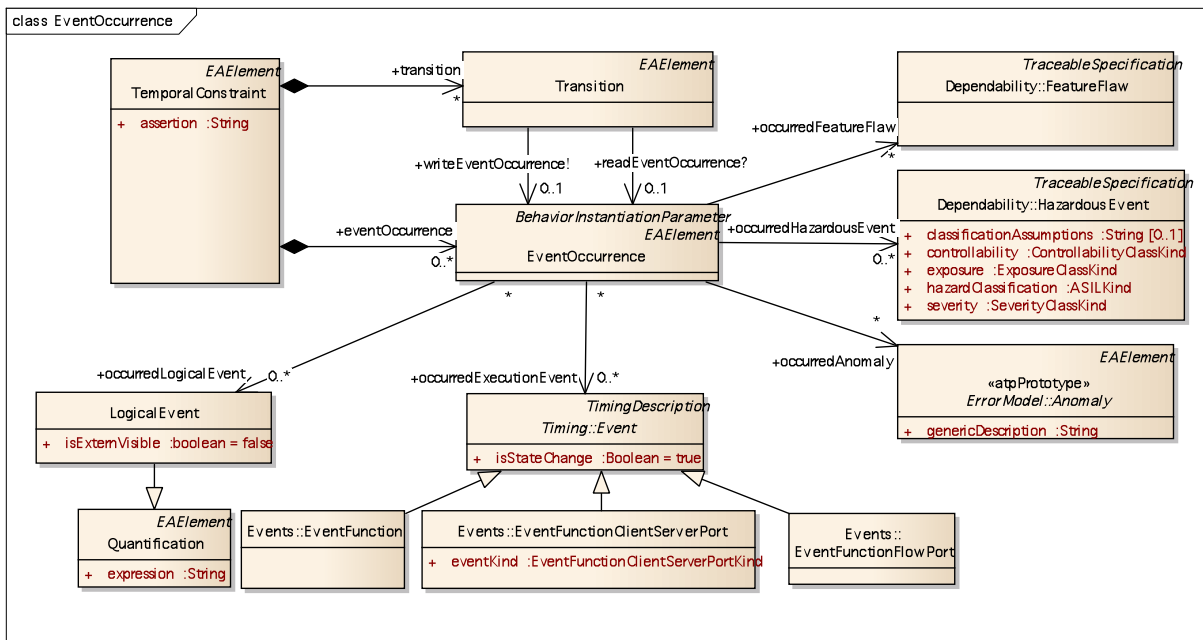 class EventOccurrence
EAElement
TemporalConstraint
+ assertion :String
+transition
*
EAElement
Transition
TraceableSpecification
Dependability::FeatureFlaw
+occurredFeatureFlaw
*
+writeEventOccurrence!
0..1
+readEventOccurrence?
0..1
TraceableSpecification
Dependability::HazardousEvent
+ classificationAssumptions :String [0..1]
+ controllability :ControllabilityClassKind
+ exposure :ExposureClassKind
+ hazardClassification :ASILKind
+ severity :SeverityClassKind
+eventOccurrence
0..*
BehaviorInstantiationParameter
EAElement
EventOccurrence
+occurredHazardousEvent
0..*
*
*
*
+occurredAnomaly
EAElement
«atpPrototype»
ErrorModel::Anomaly
+ genericDescription :String
+occurredLogicalEvent
0..*
+occurredExecutionEvent
0..*
LogicalEvent
+ isExternVisible :boolean = false
TimingDescription
Timing::Event
+ isStateChange :Boolean = true
EAElement
Quantification
+ expression :String
Events::EventFunction
Events::EventFunctionClientServerPort
+ eventKind :EventFunctionClientServerPortKind
Events::
EventFunctionFlowPort